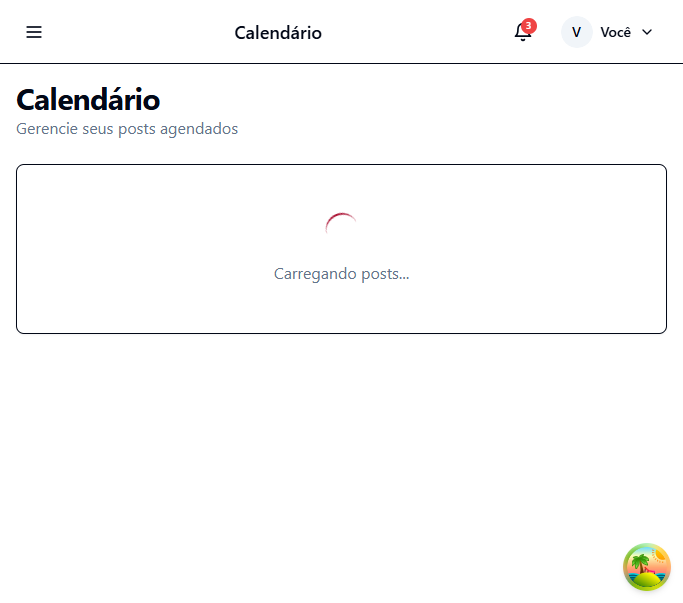 Calendário
3
V
Você
Calendário
Gerencie seus posts agendados
Carregando posts...